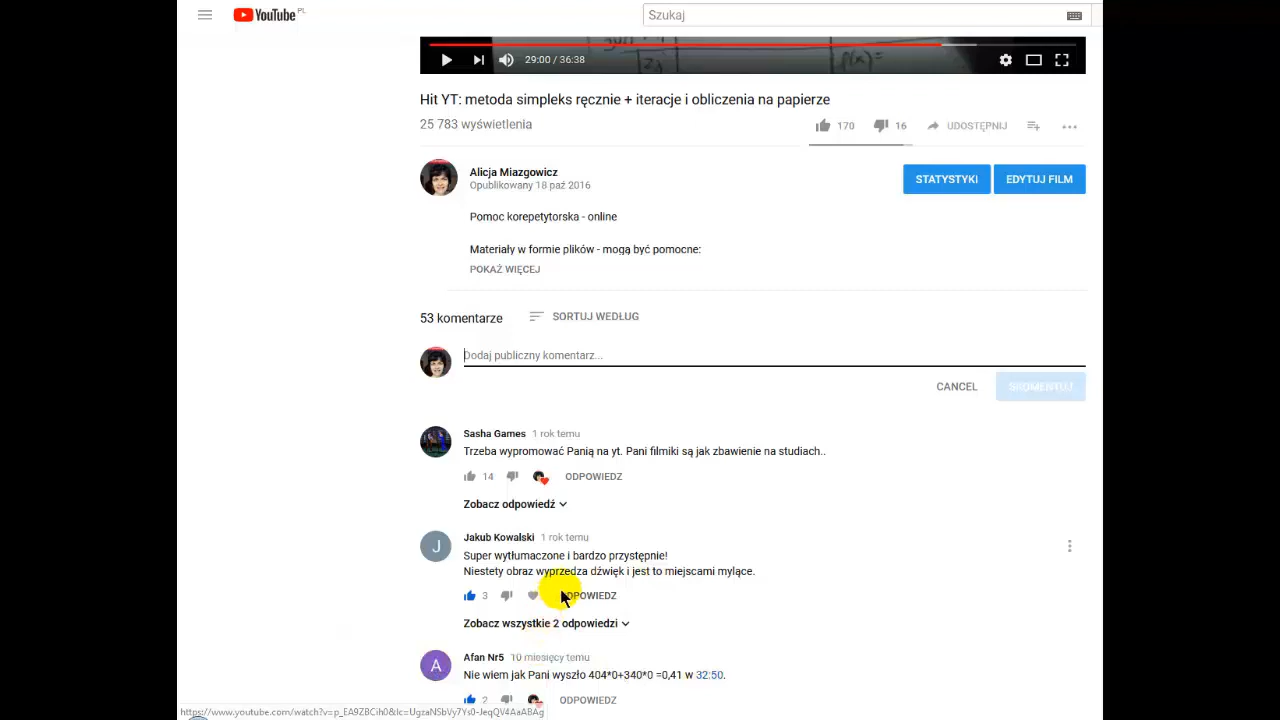 YouTube PL
Szukaj
29:00 / 36:38
Hit YT: metoda simpleks ręcznie + iteracje i obliczenia na papierze
25 783 wyświetlenia
170
16
UDOSTĘPNIJ
Alicja Miazgowicz
Opublikowany 18 paź 2016
STATYSTYKI
EDYTUJ FILM
Pomoc korepetytorska - online
Materiały w formie plików - mogą być pomocne:
POKAŻ WIĘCEJ
53 komentarze
SORTUJ WEDŁUG
Dodaj publiczny komentarz...
CANCEL
SKOMENTUJ
Sasha Games 1 rok temu
Trzeba wypromować Panią na yt. Pani filmiki są jak zbawienie na studiach..
14
ODPOWIEDZ
Zobacz odpowiedź
J
Jakub Kowalski 1 rok temu
Super wytłumaczone i bardzo przystępnie!
Niestety obraz wyprzedza dźwięk i jest to miejscami mylące.
3
ODPOWIEDZ
Zobacz wszystkie 2 odpowiedzi
A
Afan Nr5 10 miesięcy temu
Nie wiem jak Pani wyszło 404*0+340*0 =0,41 w 32:50.
2
ODPOWIEDZ